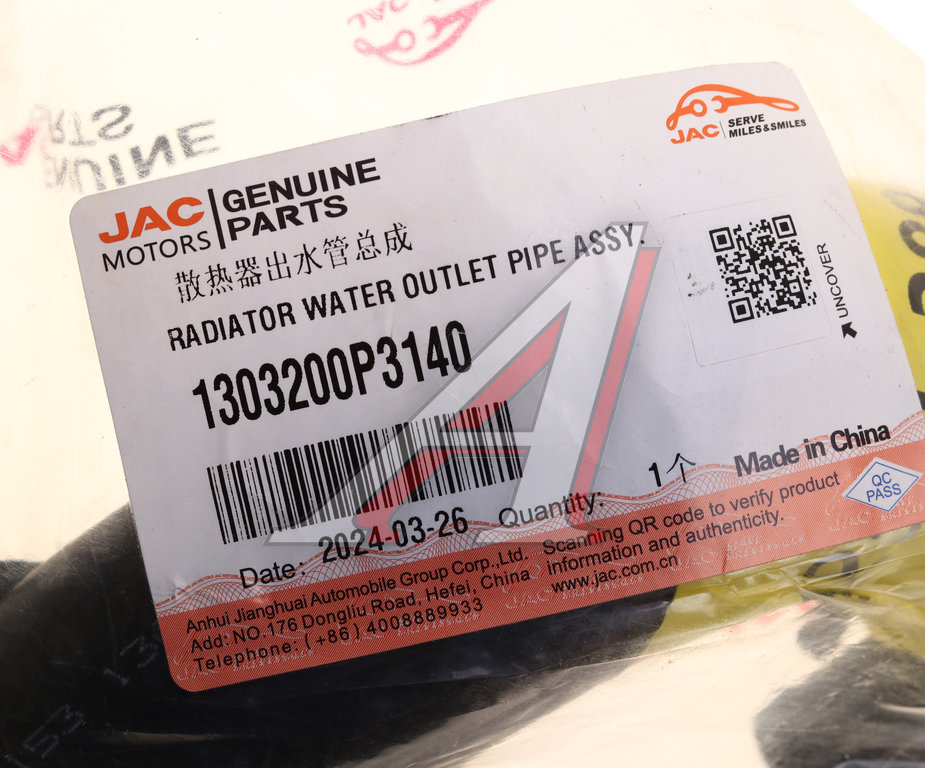 JAC
SERVE
MILES&SMILES
JAC
MOTORS
GENUINE
PARTS
散热器出水管总成
RADIATOR WATER OUTLET PIPE ASSY.
1303200P3140
UNCOVER
Date: 2024-03-26 Quantity: 1个 Made in China
QC
PASS
Anhui Jianghuai Automobile Group Corp., Ltd.
Add: NO.176 Dongliu Road, Hefei, China
Telephone: (+86) 4008889933
Scanning QR code to verify product
information and authenticity.
www.jac.com.cn
GENUINE
PARTS
JAC